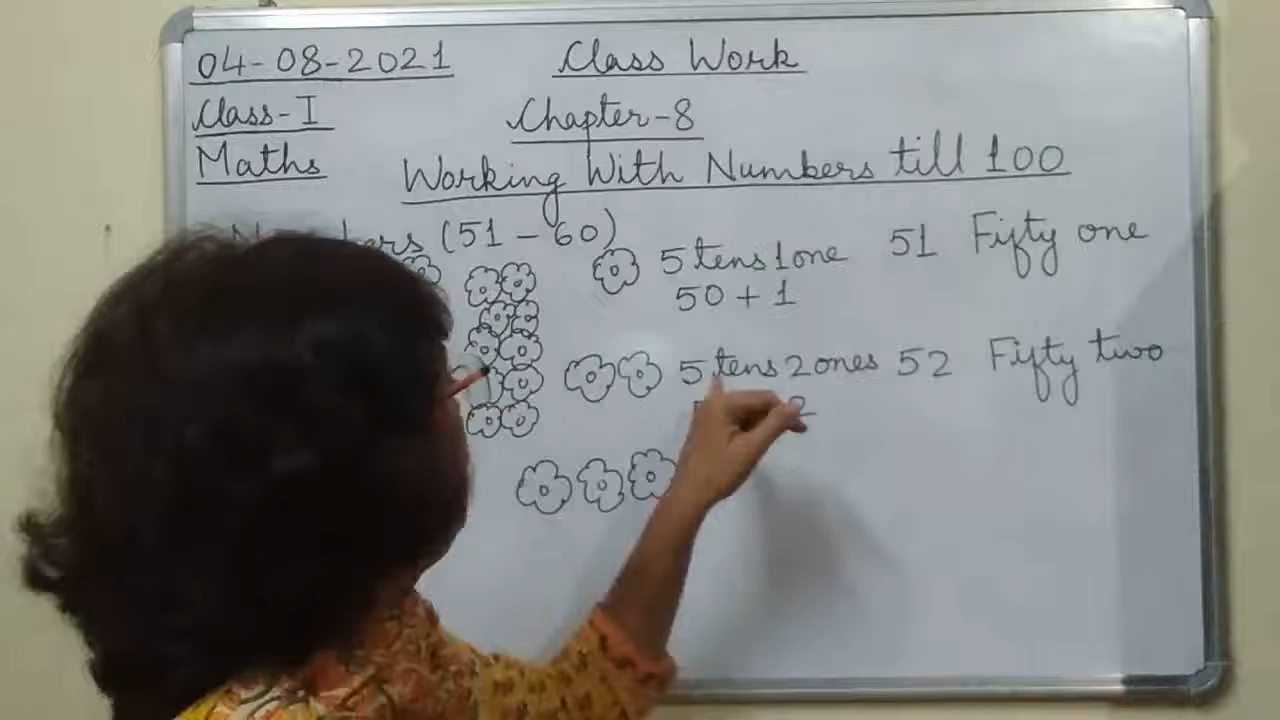 04-08-2021 Class Work
Class-I Chapter-8
Maths Working With Numbers till 100
(51-60)
5 tens 1 one 51 Fifty one
50 + 1
5 tens 2 ones 52 Fifty two
2